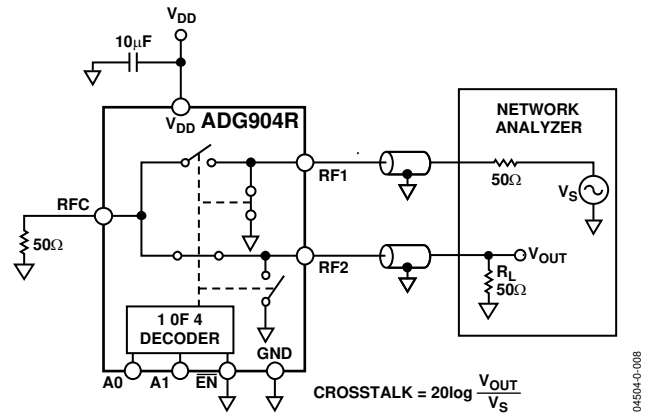 VDD
10µF
VDD
ADG904R
NETWORK
ANALYZER
RF1
50Ω
VS
RFC
50Ω
RF2
VOUT
RL
50Ω
1 OF 4
DECODER
GND
A0
A1
EN
CROSSTALK = 20log VOUT
VS
04504-0-008